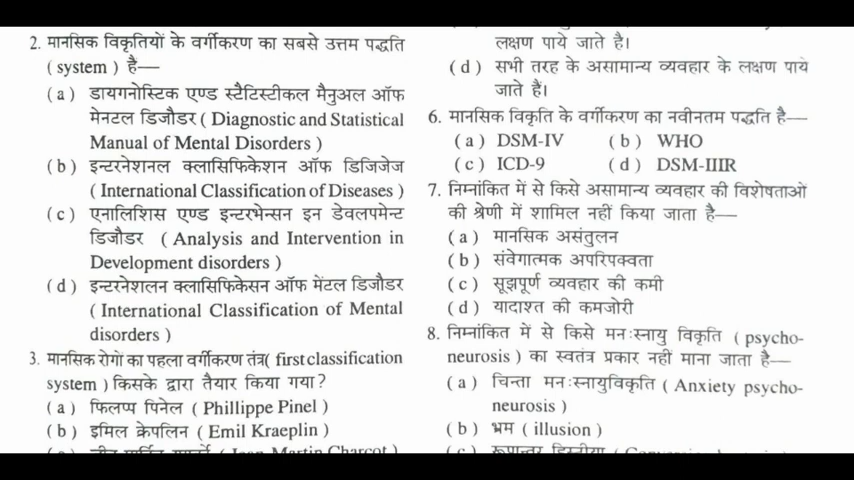 2. मानसिक विकृतियों के वर्गीकरण का सबसे उत्तम पद्धति
( system ) है—
( a ) डायगनोस्टिक एण्ड स्टैटिस्टीकल मैनुअल ऑफ
मेनटल डिजौडर ( Diagnostic and Statistical
Manual of Mental Disorders )
( b ) इन्टरनेशनल क्लासिफिकेशन ऑफ डिजिजेज
( International Classification of Diseases )
( c ) एनालिशिस एण्ड इन्टरभेन्सन इन डेवलपमेन्ट
डिजौडर ( Analysis and Intervention in
Development disorders )
( d ) इन्टरनेशलन क्लासिफिकेसन ऑफ मेंटल डिजौडर
( International Classification of Mental
disorders )
3. मानसिक रोगों का पहला वर्गीकरण तंत्र( first classification
system ) किसके द्वारा तैयार किया गया?
( a ) फिलप्प पिनेल ( Phillippe Pinel )
( b ) इमिल क्रेपलिन ( Emil Kraeplin )
लक्षण पाये जाते है।
( d ) सभी तरह के असामान्य व्यवहार के लक्षण पाये
जाते हैं।
6. मानसिक विकृति के वर्गीकरण का नवीनतम पद्धति है—
( a ) DSM-IV ( b ) WHO
( c ) ICD-9 ( d ) DSM-IIIR
7. निम्नांकित में से किसे असामान्य व्यवहार की विशेषताओं
की श्रेणी में शामिल नहीं किया जाता है—
( a ) मानसिक असंतुलन
( b ) संवेगात्मक अपरिपक्वता
( c ) सूझपूर्ण व्यवहार की कमी
( d ) यादाश्त की कमजोरी
8. निम्नांकित में से किसे मनःस्नायु विकृति ( psycho-
neurosis ) का स्वतंत्र प्रकार नहीं माना जाता है—
( a ) चिन्ता मनःस्नायुविकृति ( Anxiety psycho-
neurosis )
( b ) भ्रम ( illusion )